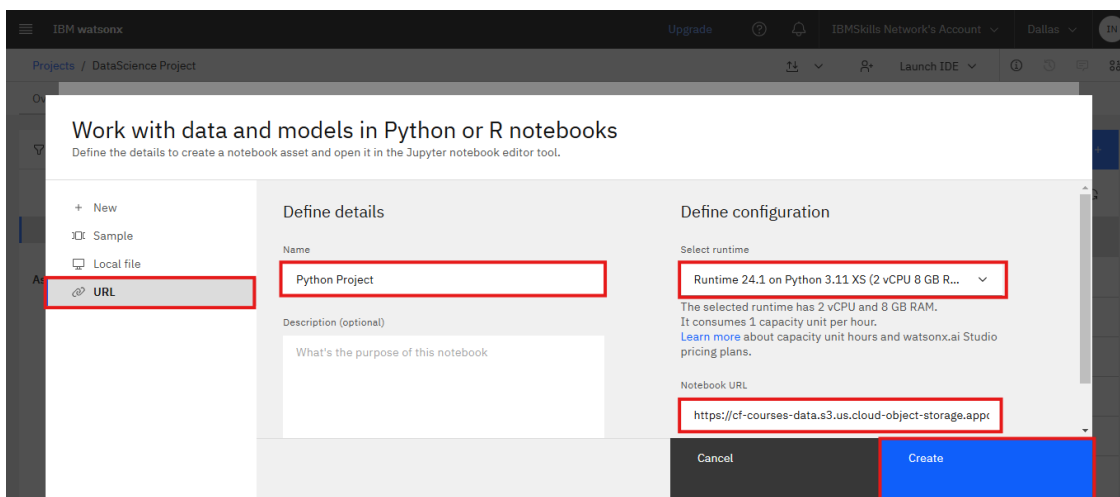 IBM watsonx
Upgrade
IBMSkills Network's Account
Dallas
IN
Projects / DataScience Project
Launch IDE
Ov
Work with data and models in Python or R notebooks
Define the details to create a notebook asset and open it in the Jupyter notebook editor tool.
+ New
Sample
Local file
URL
As
Define details
Name
Python Project
Description (optional)
What's the purpose of this notebook
Define configuration
Select runtime
Runtime 24.1 on Python 3.11 XS (2 vCPU 8 GB R...
The selected runtime has 2 vCPU and 8 GB RAM.
It consumes 1 capacity unit per hour.
Learn more about capacity unit hours and watsonx.ai Studio
pricing plans.
Notebook URL
https://cf-courses-data.s3.us.cloud-object-storage.appd
Cancel
Create